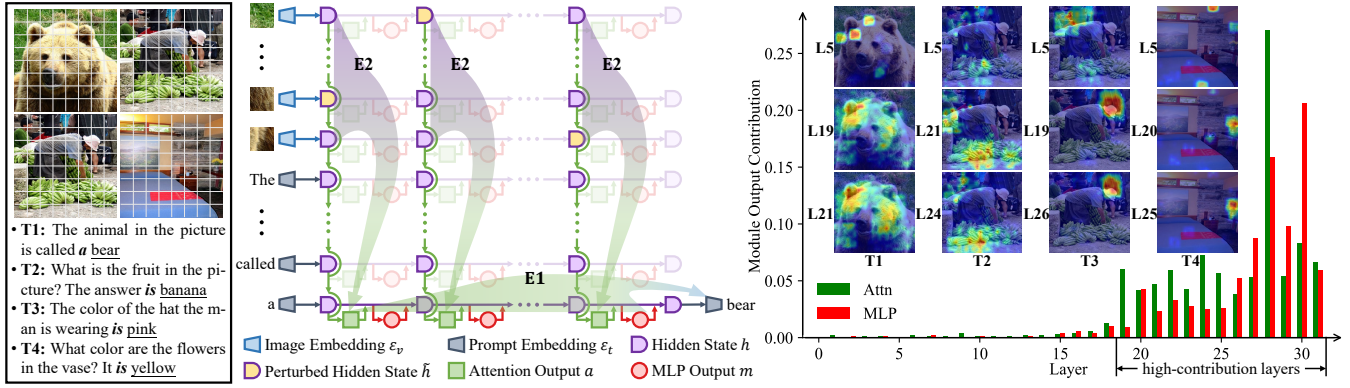 • T1: The animal in the picture
is called a bear
• T2: What is the fruit in the pi-
cture? The answer is banana
• T3: The color of the hat the m-
an is wearing is pink
• T4: What color are the flowers
in the vase? It is yellow
E2 E2 E2
The
called
E1
a
bear
Image Embedding εv Prompt Embedding εt Hidden State h
Perturbed Hidden State h̃ Attention Output a MLP Output m
Module Output Contribution
0.25
0.20
0.15
0.10
0.05
0.00
L5 L5 L5 L5
L19 L21 L19 L20
L21 L24 L26 L25
T1 T2 T3 T4
Attn
MLP
0 5 10 15 20 25 30
Layer high-contribution layers